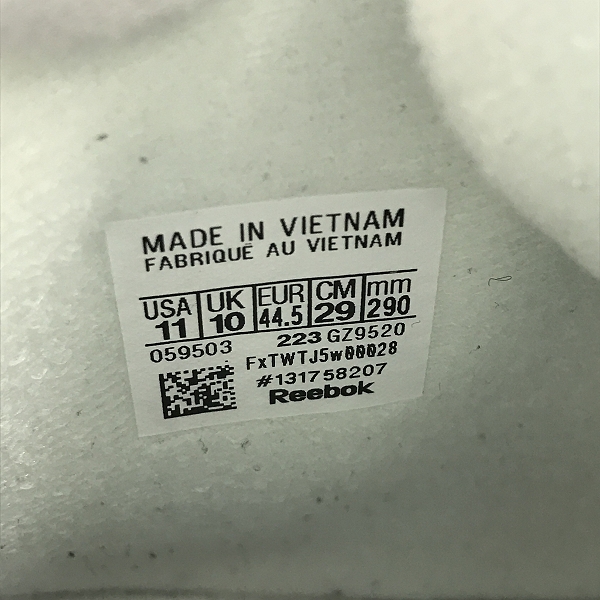 MADE IN VIETNAM
FABRIQUÉ AU VIETNAM
USA UK EUR CM mm
11 10 44.5 29 290
059503 223 GZ9520
FxTWTJ5w00028
#131758207
Reebok